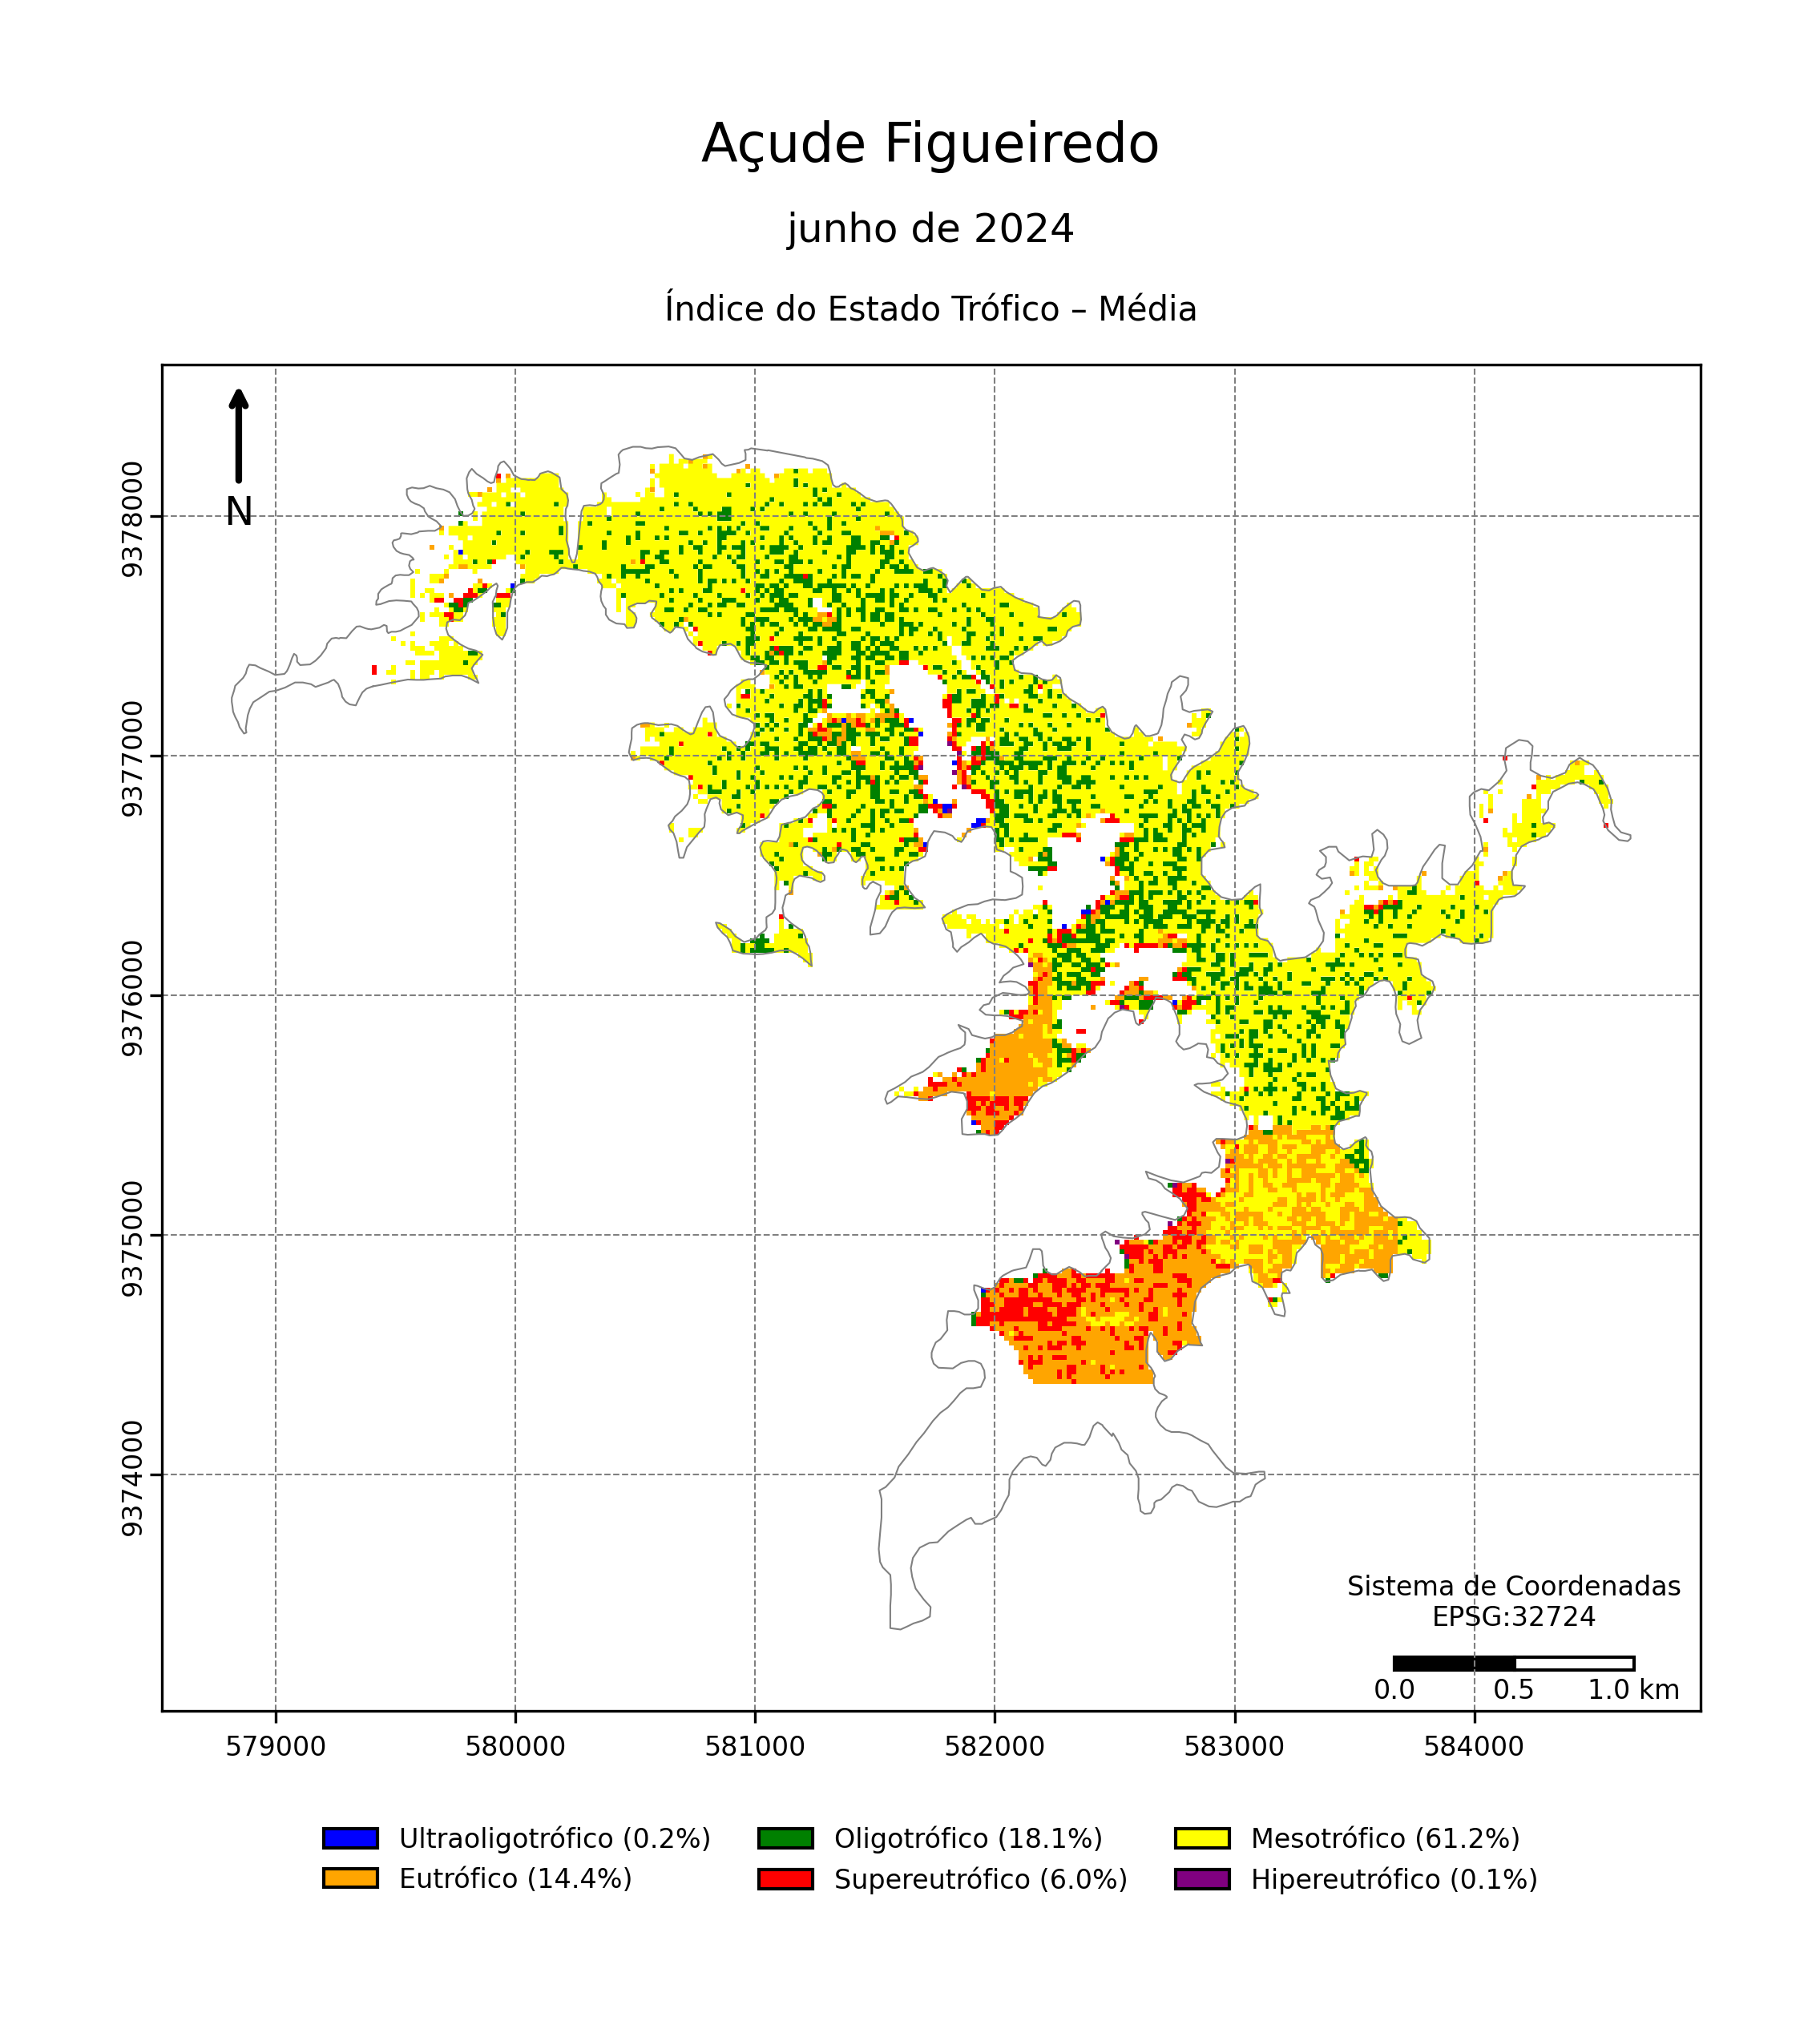 Açude Figueiredo
junho de 2024
Índice do Estado Trófico – Média
N
9378000
9377000
9376000
9375000
9374000
Sistema de Coordenadas
EPSG:32724
0.0 0.5 1.0 km
579000 580000 581000 582000 583000 584000
Ultraoligotrófico (0.2%) Oligotrófico (18.1%) Mesotrófico (61.2%)
Eutrófico (14.4%) Supereutrófico (6.0%) Hipereutrófico (0.1%)